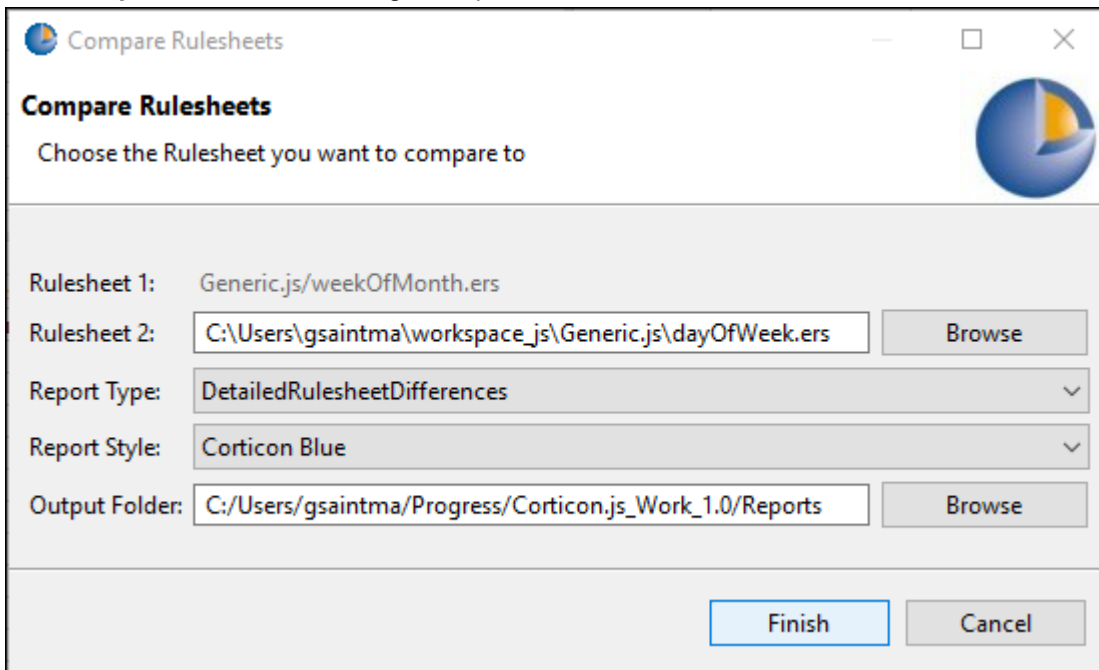 Compare Rulesheets
Compare Rulesheets
Choose the Rulesheet you want to compare to
Rulesheet 1: Generic.js/weekOfMonth.ers
Rulesheet 2: C:\Users\gsaintma\workspace_js\Generic.js\dayOfWeek.ers Browse
Report Type: DetailedRulesheetDifferences
Report Style: Corticon Blue
Output Folder: C:/Users/gsaintma/Progress/Corticon.js_Work_1.0/Reports Browse
Finish Cancel